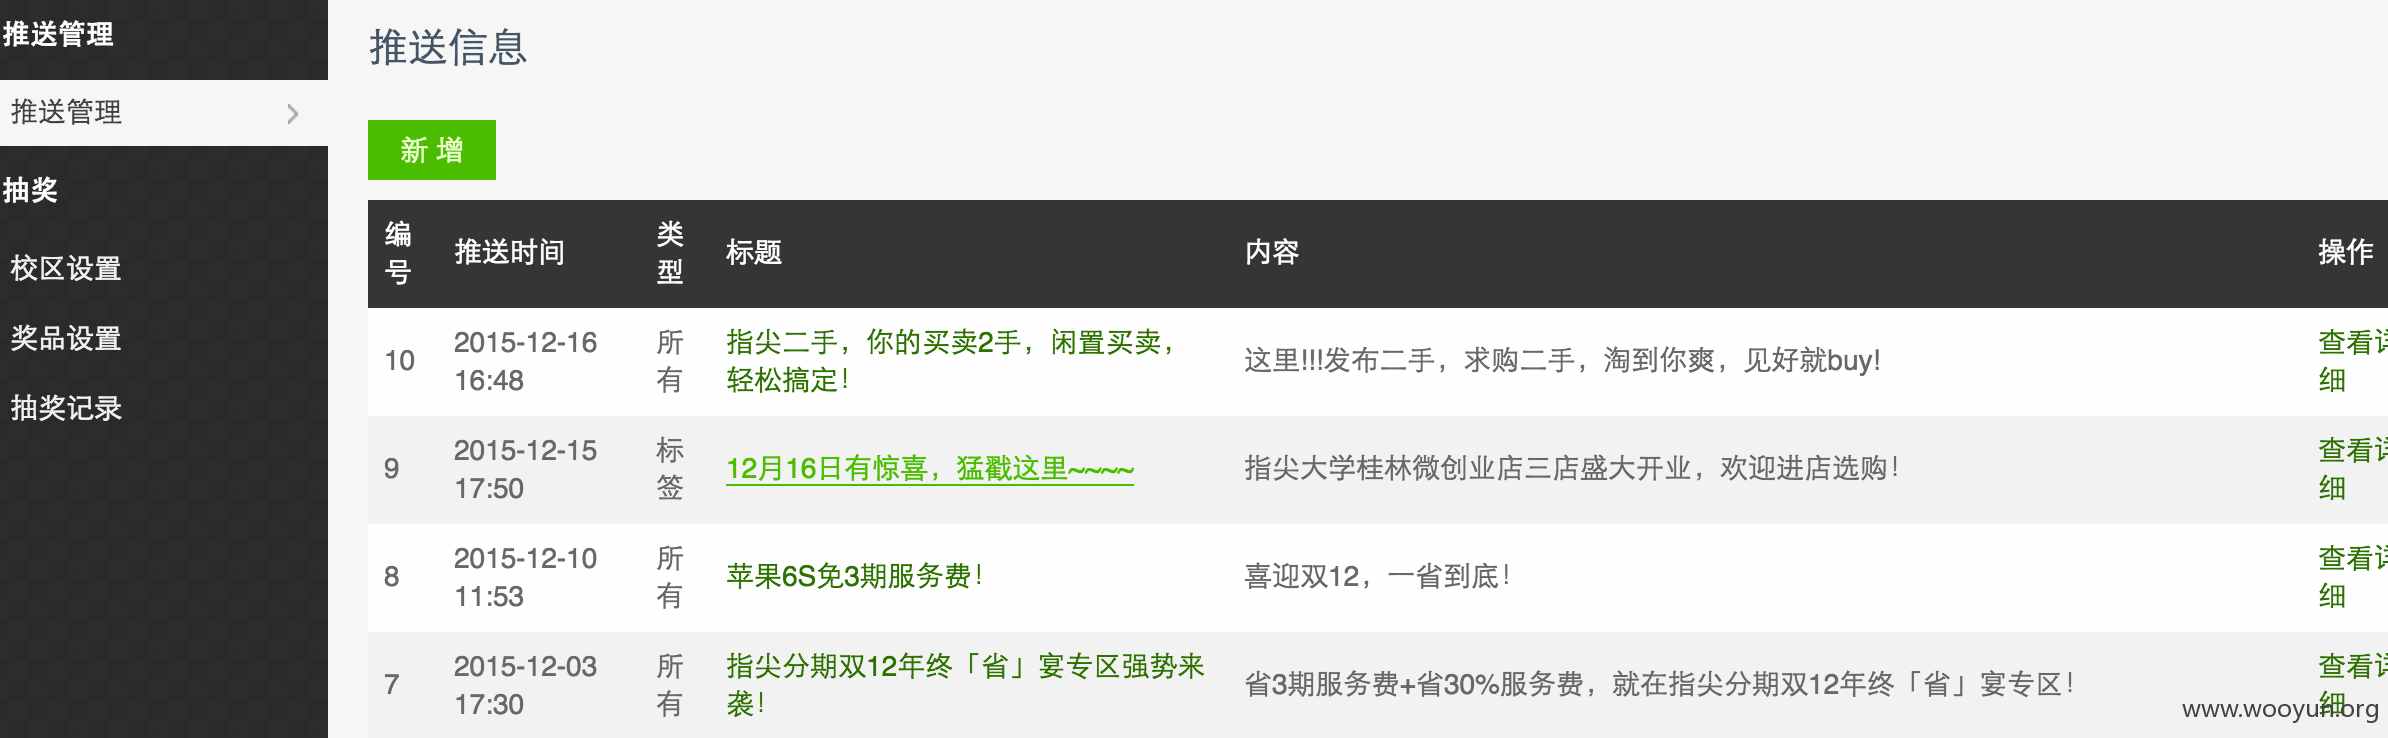 推送管理
推送管理
抽奖
校区设置
奖品设置
抽奖记录
推送信息
新 增
编号 推送时间 类型 标题 内容 操作
10 2015-12-16 16:48 所有 指尖二手，你的买卖2手，闲置买卖，轻松搞定！ 这里!!!发布二手，求购二手，淘到你爽，见好就buy! 查看详细
9 2015-12-15 17:50 标签 12月16日有惊喜，猛戳这里~~~~ 指尖大学桂林微创业店三店盛大开业，欢迎进店选购！ 查看详细
8 2015-12-10 11:53 所有 苹果6S免3期服务费！ 喜迎双12，一省到底！ 查看详细
7 2015-12-03 17:30 所有 指尖分期双12年终「省」宴专区强势来袭！ 省3期服务费+省30%服务费，就在指尖分期双12年终「省」宴专区！ 查看详细
www.wooyun.org